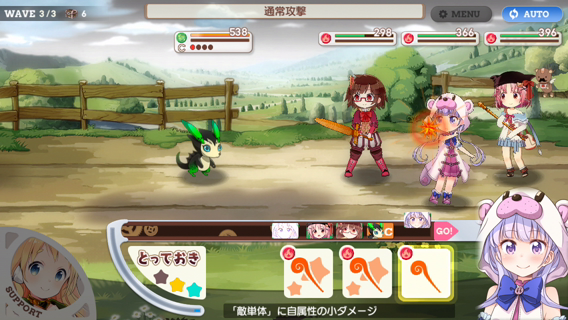 WAVE 3/3 6
通常攻撃
MENU
AUTO
538
C
298
366
396
C
GO!
とっておき
SUPPORT
「敵単体」に自属性の小ダメージ